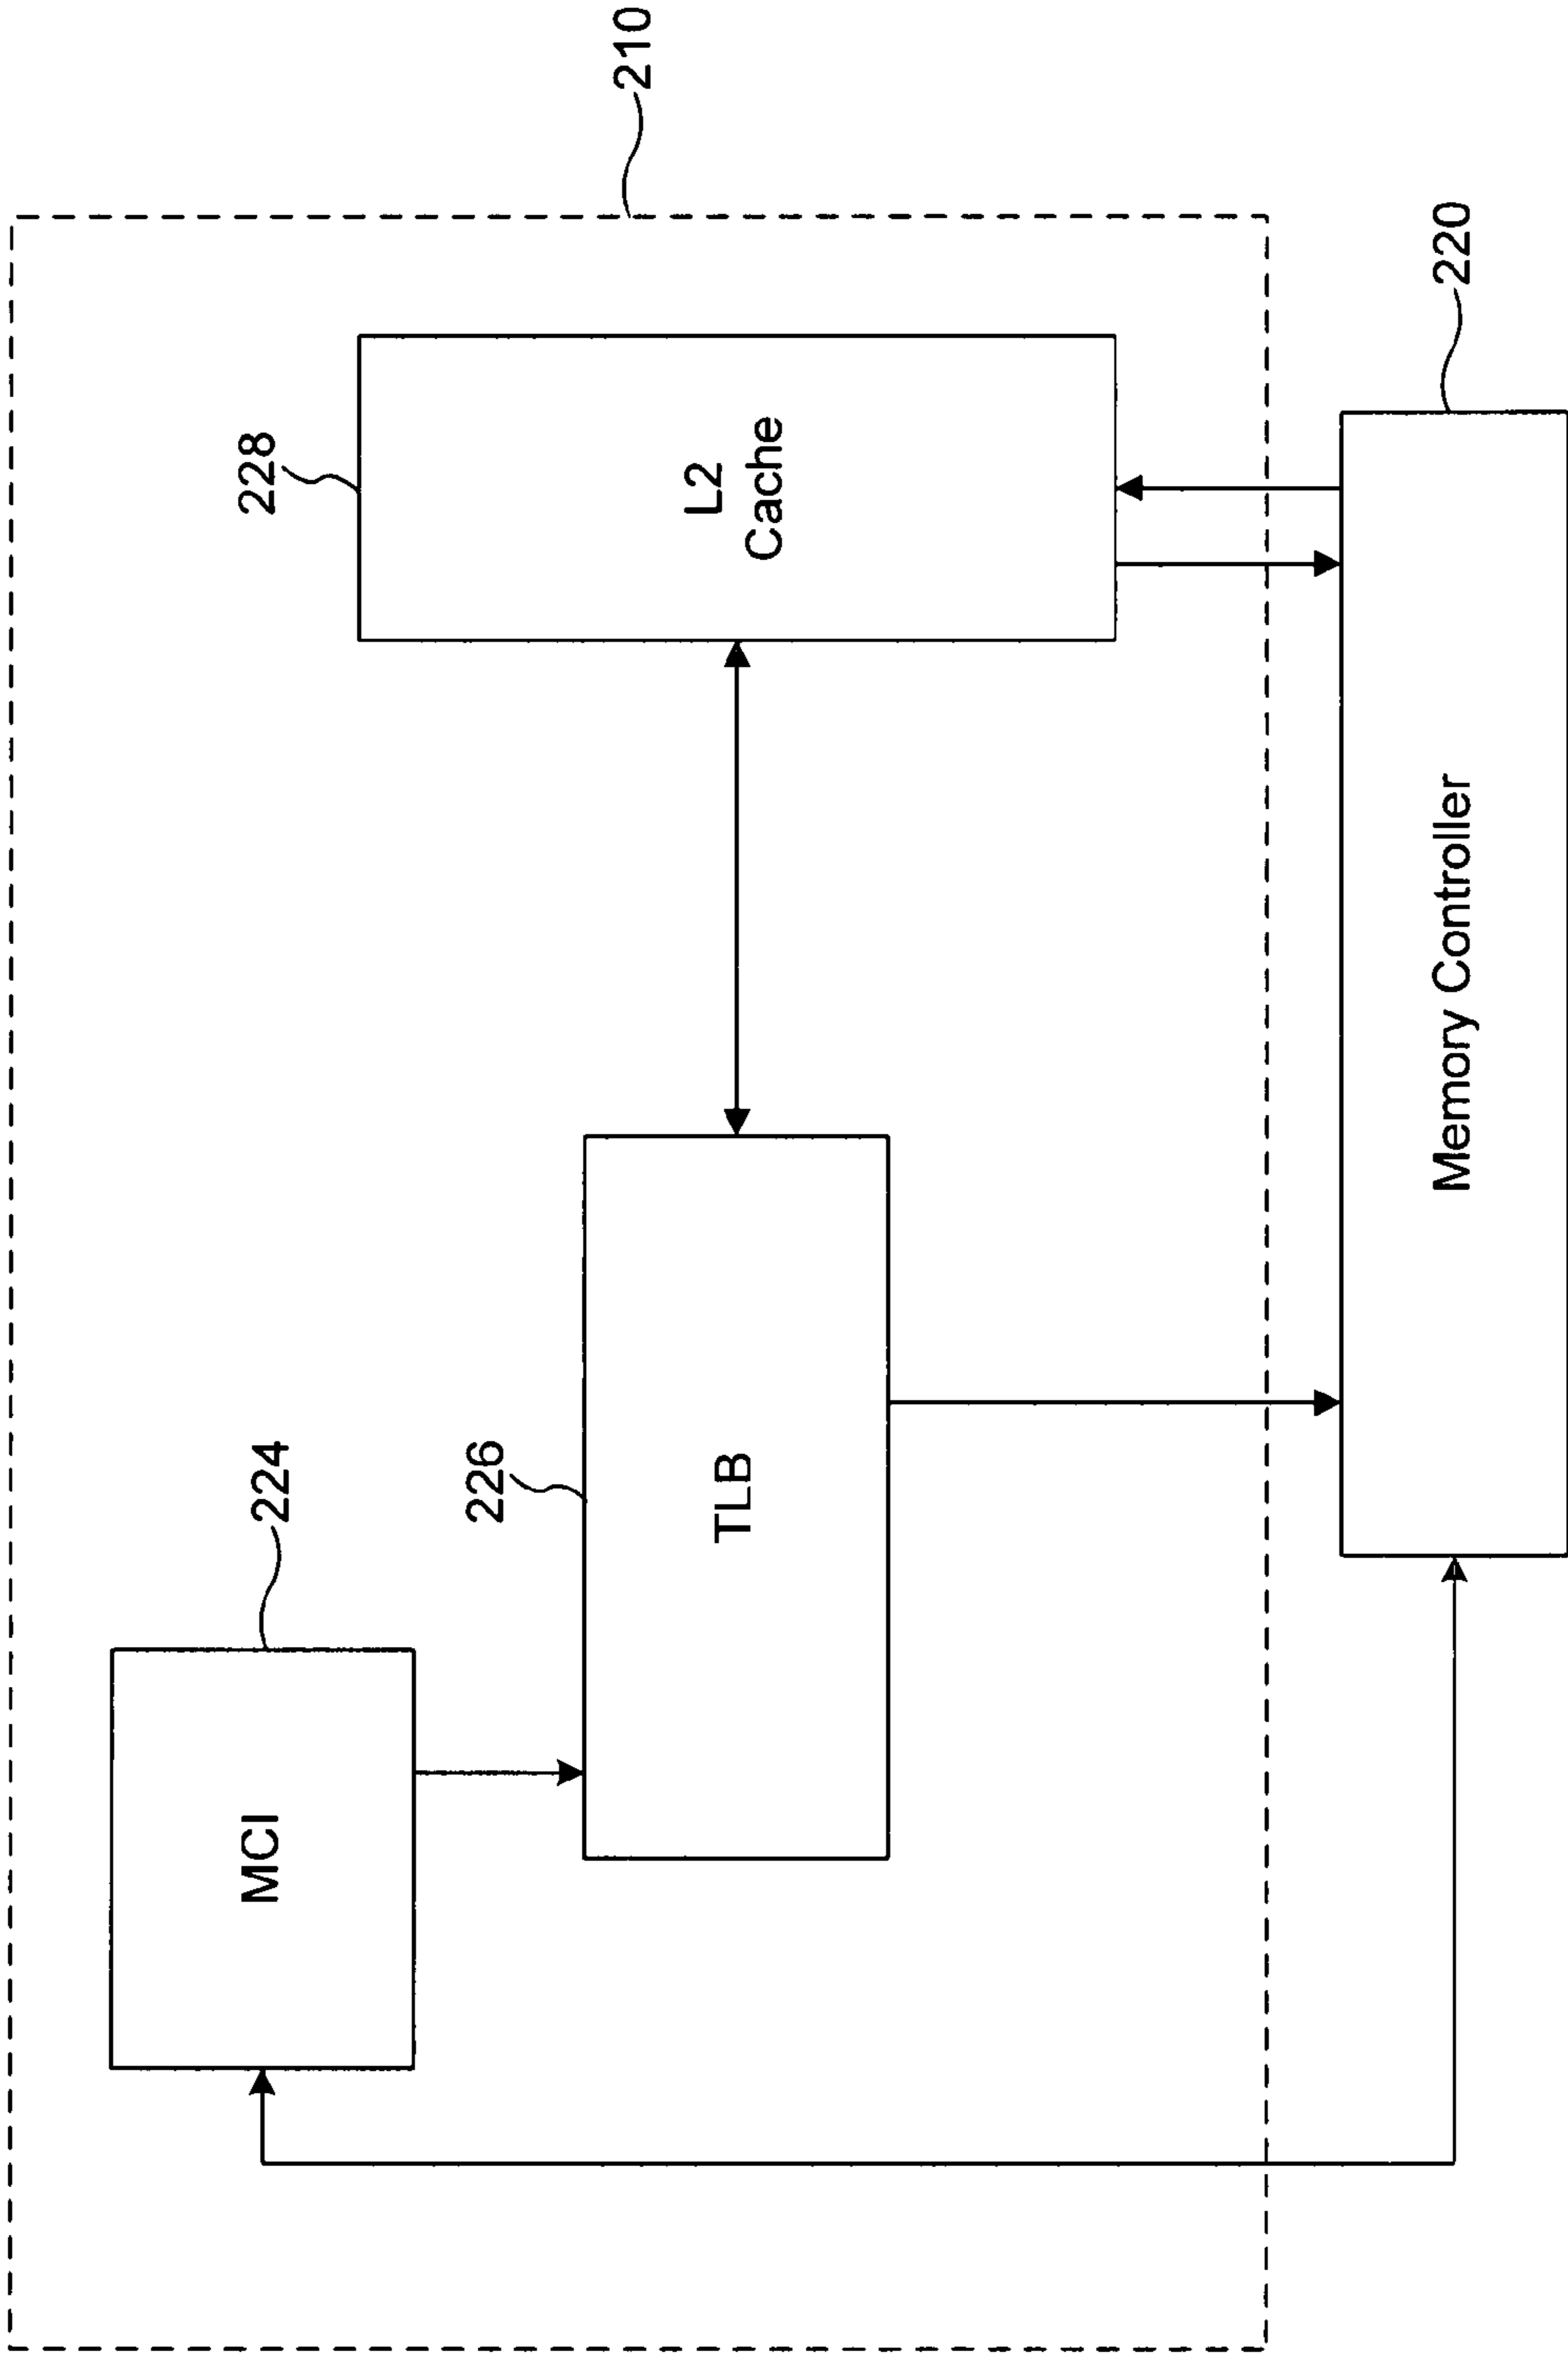 210
228
L2
Cache
224
MCI
226
TLB
220
Memory Controller